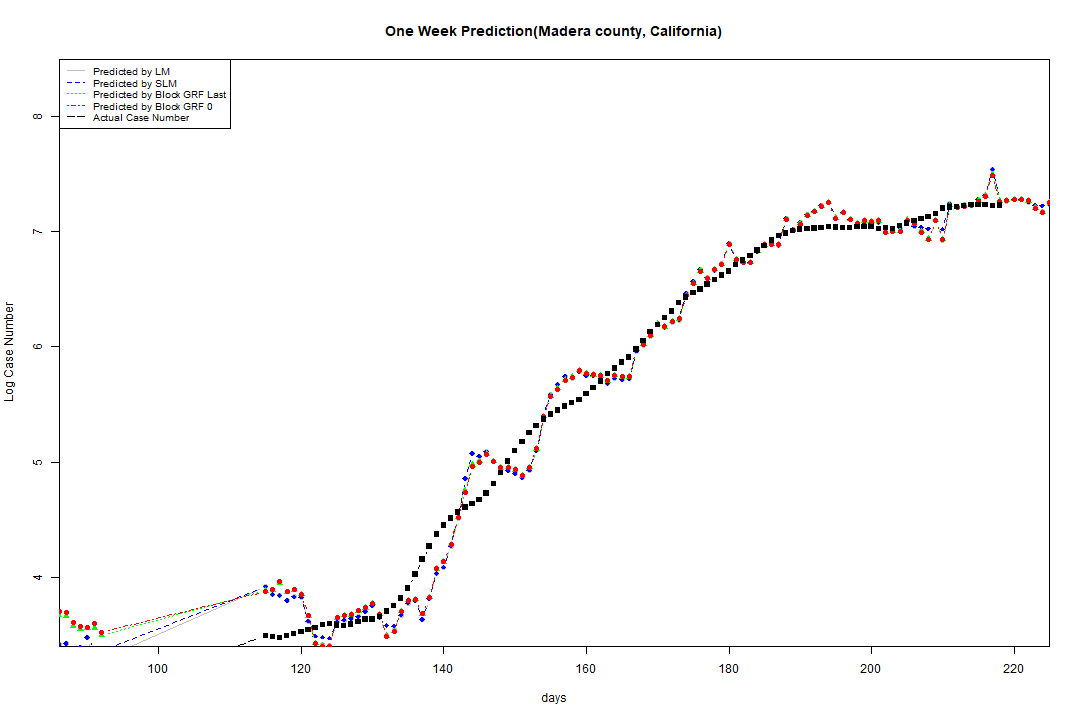 One Week Prediction(Madera county, California)
Predicted by LM
Predicted by SLM
Predicted by Block GRF Last
Predicted by Block GRF 0
Actual Case Number
8
7
6
5
4
Log Case Number
100 120 140 160 180 200 220
days